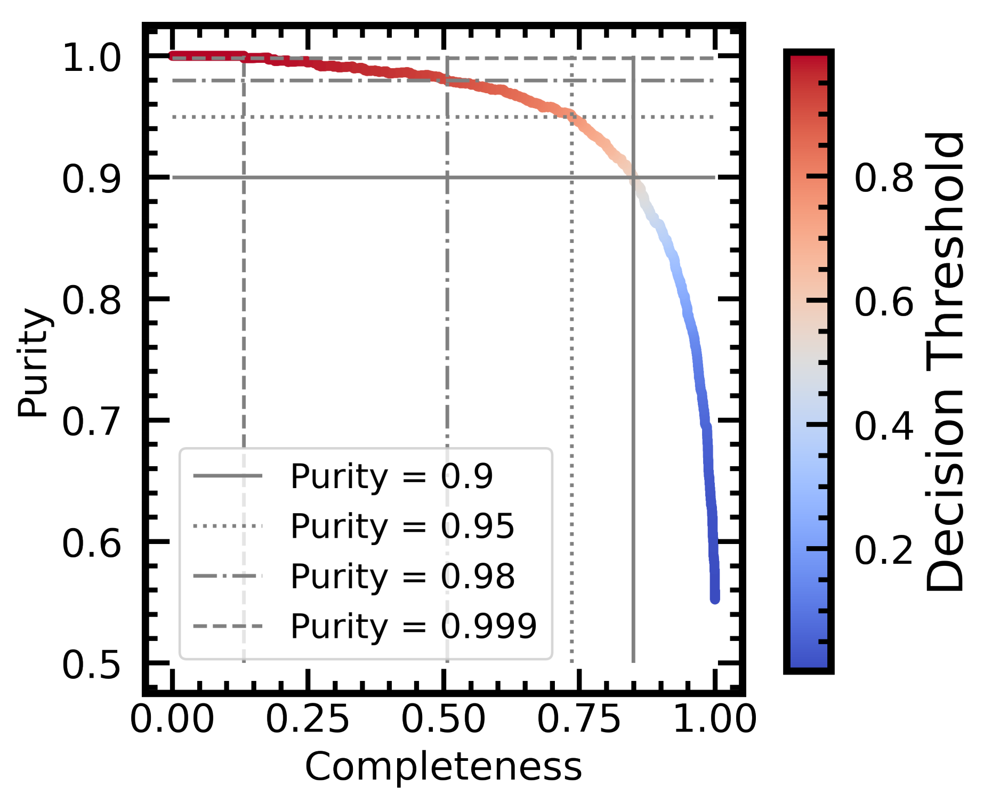 1.0
0.9
0.8
0.7
0.6
0.5
Purity
0.00 0.25 0.50 0.75 1.00
Completeness
Purity = 0.9
Purity = 0.95
Purity = 0.98
Purity = 0.999
0.8
0.6
0.4
0.2
Decision Threshold